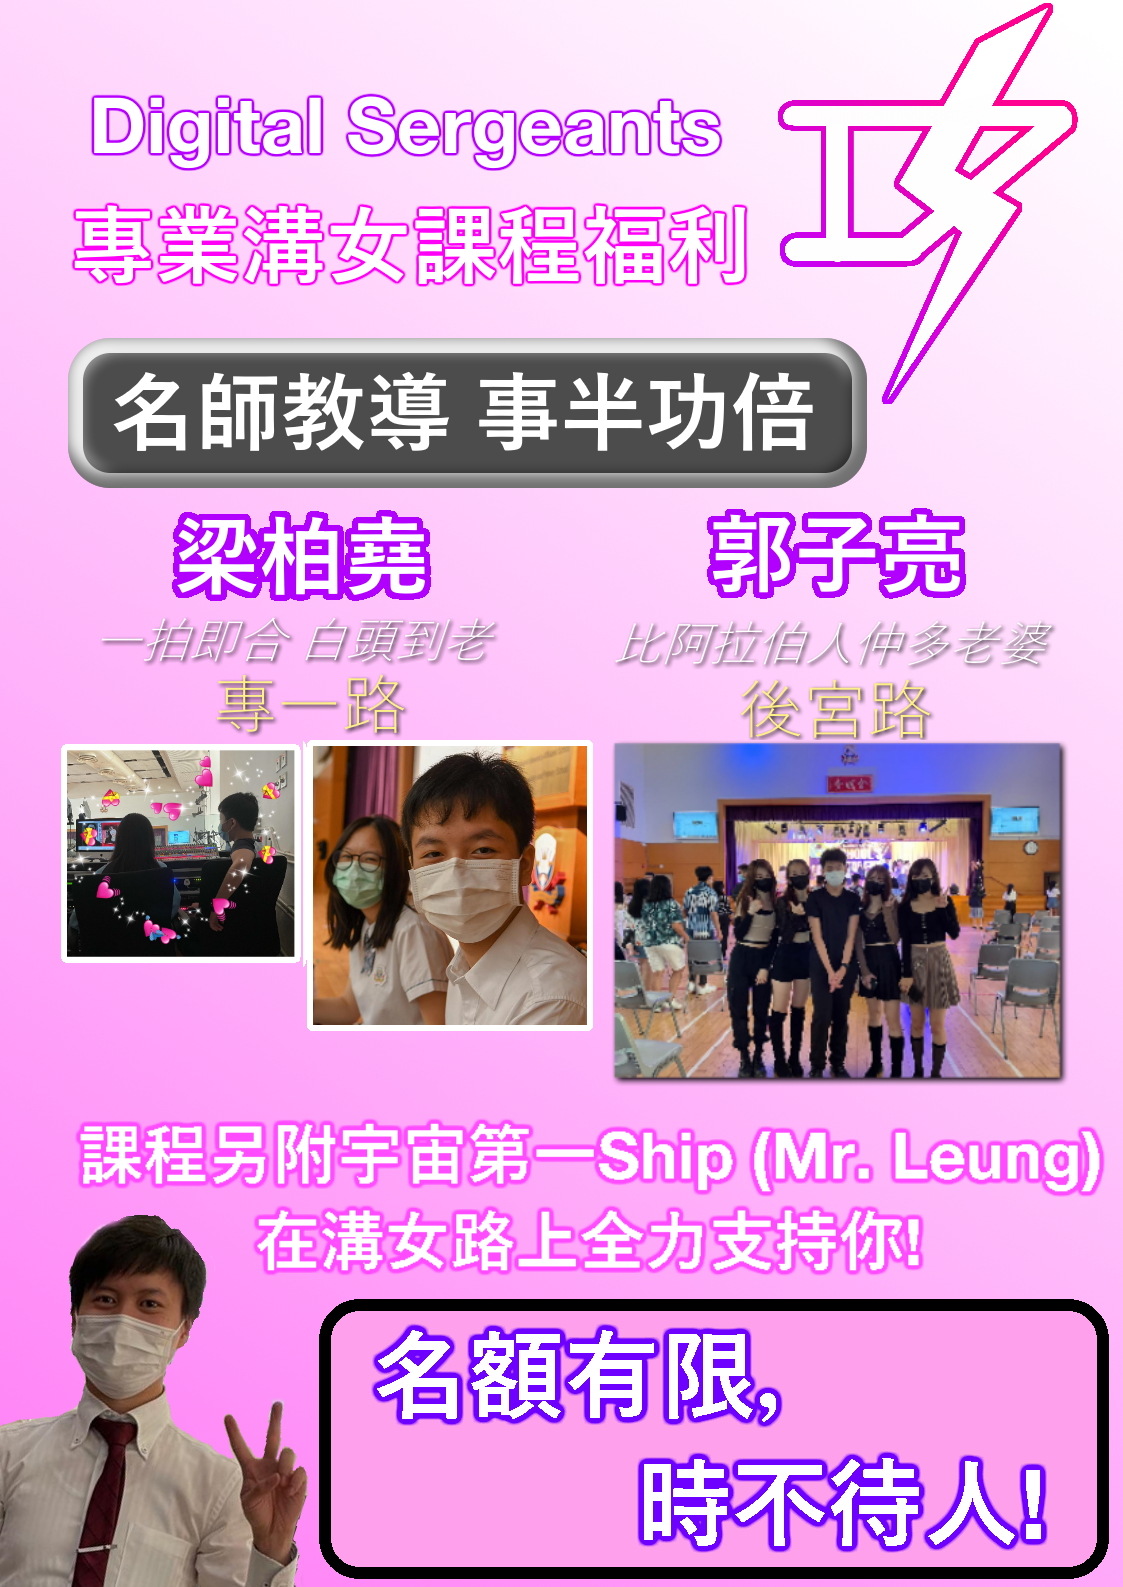 Digital Sergeants
專業溝女課程福利
名師教導 事半功倍
梁柏堯
一拍即合 白頭到老
專一路
郭子亮
比阿拉伯人仲多老婆
後宮路
課程另附宇宙第一Ship (Mr. Leung)
在溝女路上全力支持你!
名額有限,
時不待人!